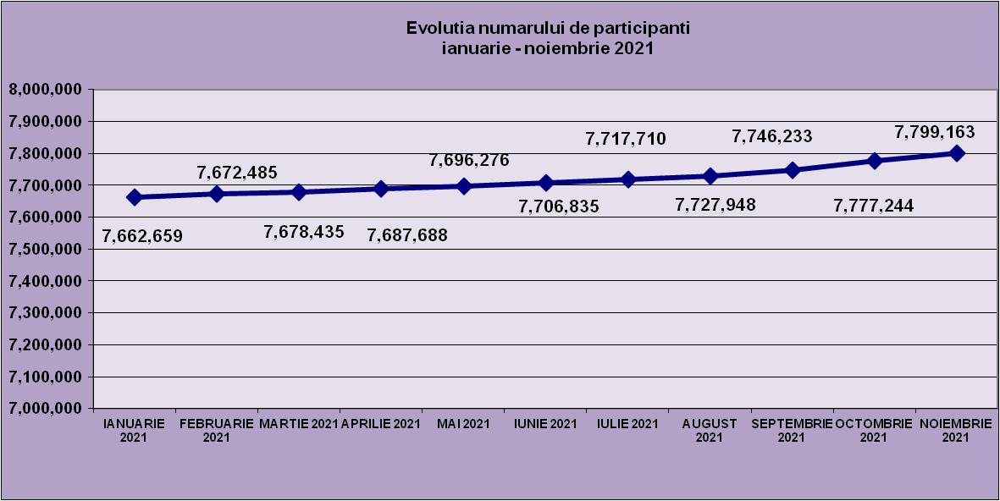 Evolutia numarului de participanti
ianuarie - noiembrie 2021
8,000,000
7,900,000
7,800,000
7,700,000
7,600,000
7,500,000
7,400,000
7,300,000
7,200,000
7,100,000
7,000,000
7,662,659
7,672,485
7,678,435
7,687,688
7,696,276
7,706,835
7,717,710
7,727,948
7,746,233
7,777,244
7,799,163
IANUARIE
2021
FEBRUARIE
2021
MARTIE 2021
APRILIE 2021
MAI 2021
IUNIE 2021
IULIE 2021
AUGUST
2021
SEPTEMBRIE
2021
OCTOMBRIE
2021
NOIEMBRIE
2021